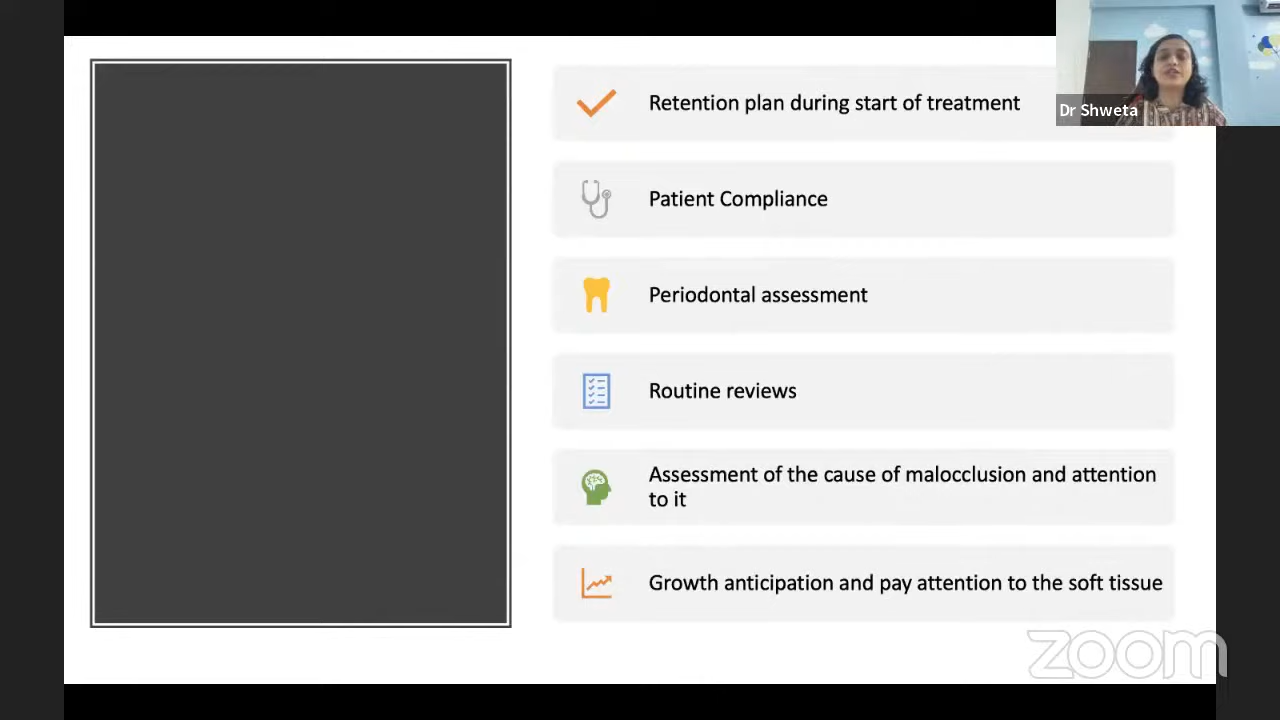 Retention plan during start of treatment
Dr Shweta
Patient Compliance
Periodontal assessment
Routine reviews
Assessment of the cause of malocclusion and attention
to it
Growth anticipation and pay attention to the soft tissue
zoom